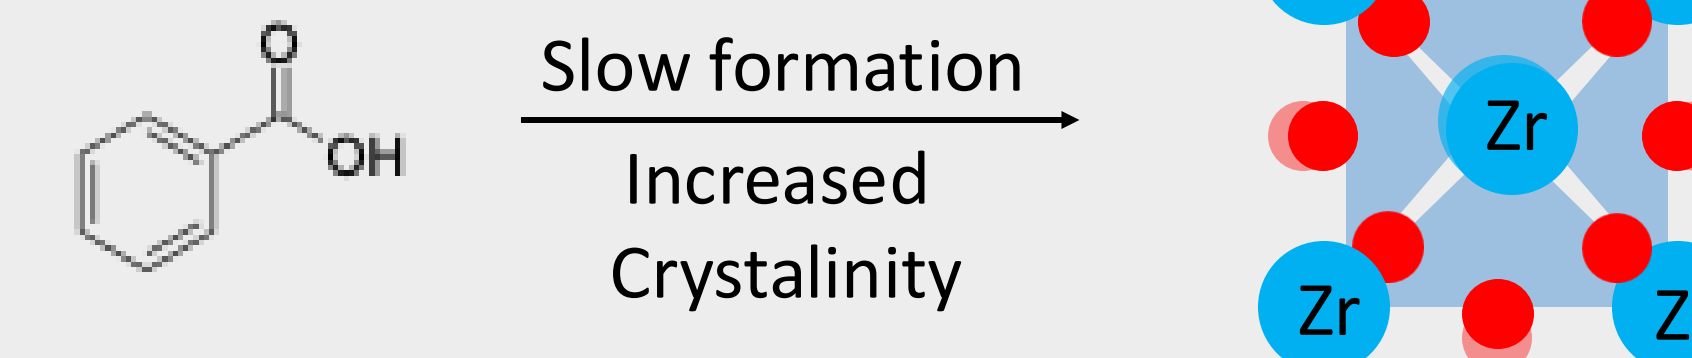 O
OH
Slow formation
Increased
Crystalinity
Zr
Zr
Z